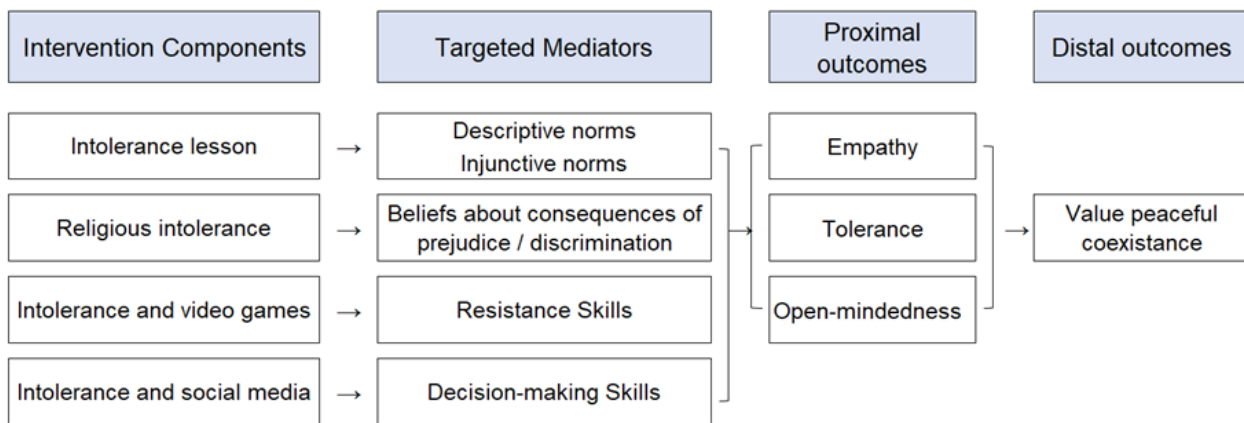 Intervention Components
Targeted Mediators
Proximal
outcomes
Distal outcomes
Intolerance lesson
→
Descriptive norms
Injunctive norms
Empathy
Religious intolerance
→
Beliefs about consequences of
prejudice / discrimination
→
Tolerance
→
Value peaceful
coexistance
Intolerance and video games
→
Resistance Skills
Open-mindedness
Intolerance and social media
→
Decision-making Skills